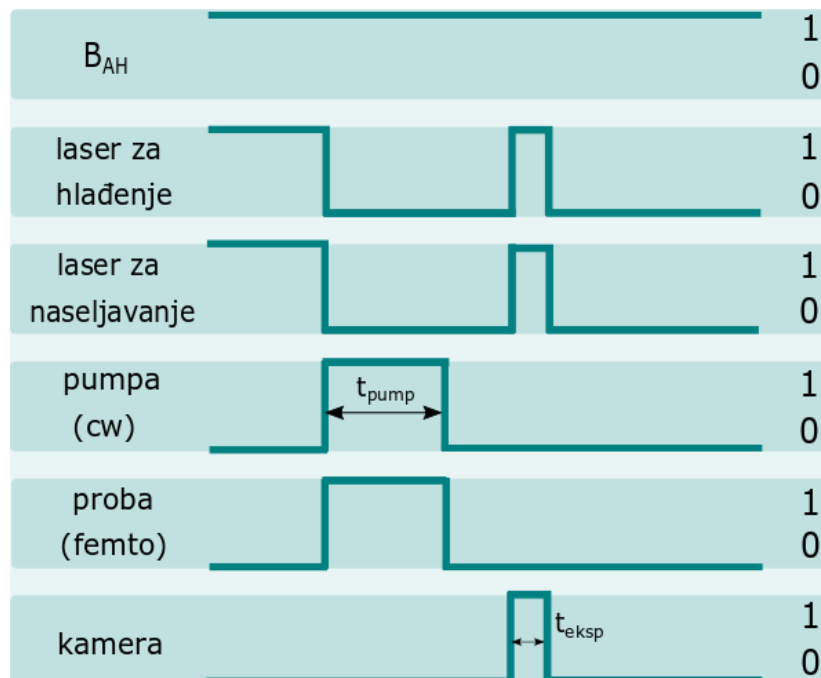 B_AH
1
0
laser za
hlađenje
1
0
laser za
naseljavanje
1
0
pumpa
(cw)
t_pump
1
0
proba
(femto)
1
0
kamera
t_eksp
1
0